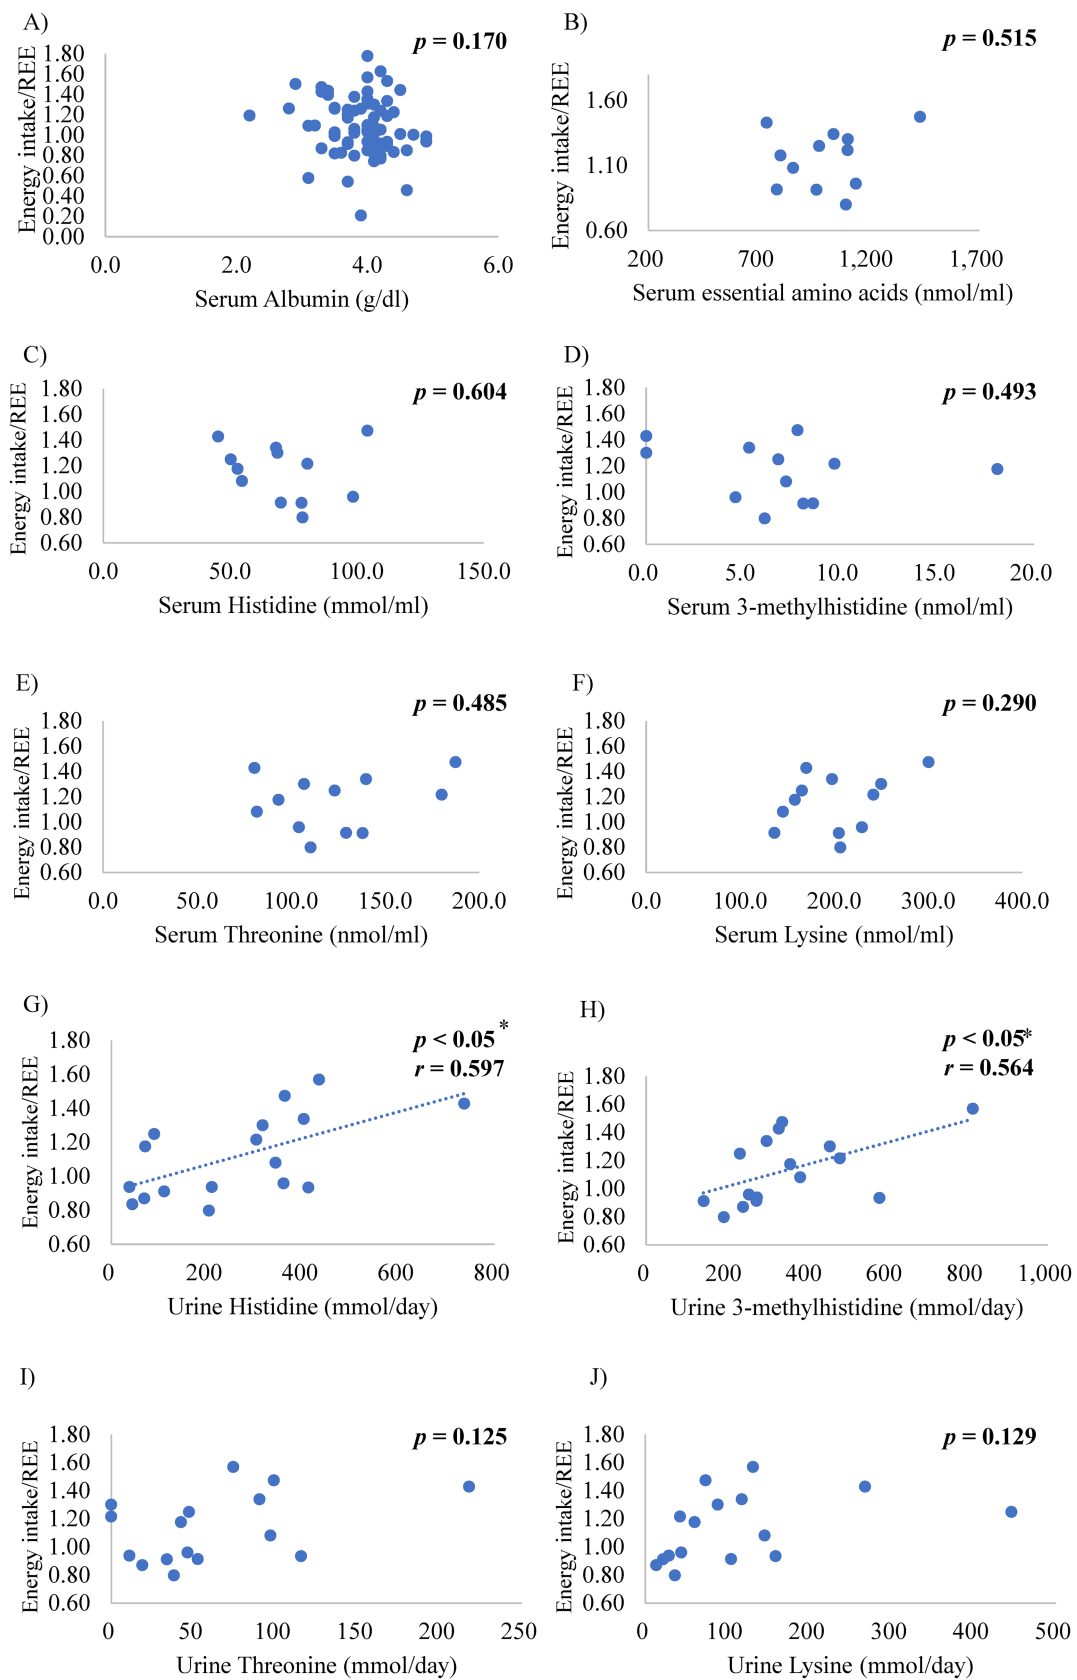 A)
p = 0.170
Energy intake/REE
1.80
1.60
1.40
1.20
1.00
0.80
0.60
0.40
0.20
0.00
0.0 2.0 4.0 6.0
Serum Albumin (g/dl)
B)
p = 0.515
Energy intake/REE
1.60
1.10
0.60
200 700 1,200 1,700
Serum essential amino acids (nmol/ml)
C)
p = 0.604
Energy intake/REE
1.80
1.60
1.40
1.20
1.00
0.80
0.60
0.0 50.0 100.0 150.0
Serum Histidine (mmol/ml)
D)
p = 0.493
Energy intake/REE
1.80
1.60
1.40
1.20
1.00
0.80
0.60
0.0 5.0 10.0 15.0 20.0
Serum 3-methylhistidine (nmol/ml)
E)
p = 0.485
Energy intake/REE
1.80
1.60
1.40
1.20
1.00
0.80
0.60
0.0 50.0 100.0 150.0 200.0
Serum Threonine (nmol/ml)
F)
p = 0.290
Energy intake/REE
1.80
1.60
1.40
1.20
1.00
0.80
0.60
0.0 100.0 200.0 300.0 400.0
Serum Lysine (nmol/ml)
G)
p < 0.05 *
r = 0.597
Energy intake/REE
1.80
1.60
1.40
1.20
1.00
0.80
0.60
0 200 400 600 800
Urine Histidine (mmol/day)
H)
p < 0.05*
r = 0.564
Energy intake/REE
1.80
1.60
1.40
1.20
1.00
0.80
0.60
0 200 400 600 800 1,000
Urine 3-methylhistidine (mmol/day)
I)
p = 0.125
Energy intake/REE
1.80
1.60
1.40
1.20
1.00
0.80
0.60
0 50 100 150 200 250
Urine Threonine (mmol/day)
J)
p = 0.129
Energy intake/REE
1.80
1.60
1.40
1.20
1.00
0.80
0.60
0 100 200 300 400 500
Urine Lysine (mmol/day)